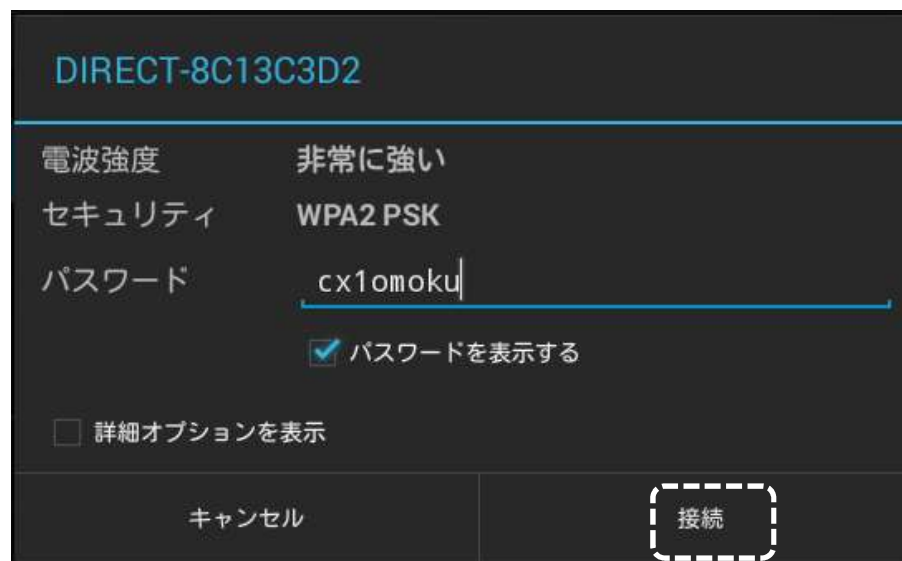 DIRECT-8C13C3D2
電波強度 非常に強い
セキュリティ WPA2 PSK
パスワード cx1omoku
パスワードを表示する
詳細オプションを表示
キャンセル 接続